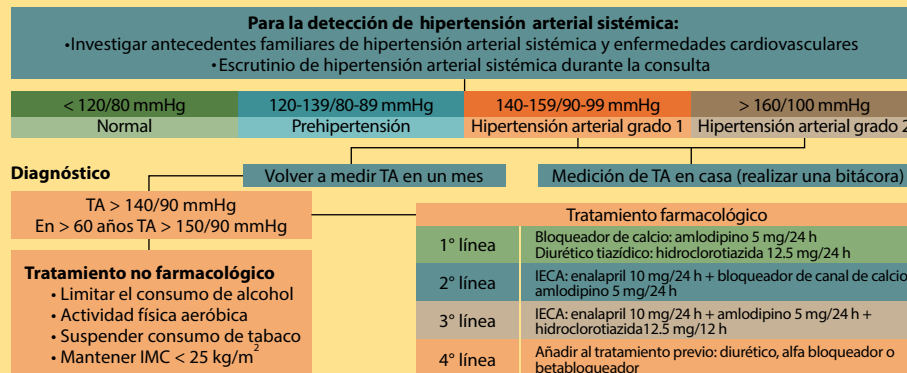 Para la detección de hipertensión arterial sistémica:
•Investigar antecedentes familiares de hipertensión arterial sistémica y enfermedades cardiovasculares
•Escrutinio de hipertensión arterial sistémica durante la consulta
< 120/80 mmHg
Normal
120-139/80-89 mmHg
Prehipertensión
140-159/90-99 mmHg
Hipertensión arterial grado 1
> 160/100 mmHg
Hipertensión arterial grado 2
Volver a medir TA en un mes
Medición de TA en casa (realizar una bitácora)
Diagnóstico
TA > 140/90 mmHg
En > 60 años TA > 150/90 mmHg
Tratamiento no farmacológico
• Limitar el consumo de alcohol
• Actividad física aeróbica
• Suspender consumo de tabaco
• Mantener IMC < 25 kg/m²
Tratamiento farmacológico
1° línea
Bloqueador de calcio: amlodipino 5 mg/24 h
Diurético tiazídico: hidroclorotiazida 12.5 mg/24 h
2° línea
IECA: enalapril 10 mg/24 h + bloqueador de canal de calcio
amlodipino 5 mg/24 h
3° línea
IECA: enalapril 10 mg/24 h + amlodipino 5 mg/24 h +
hidroclorotiazida12.5 mg/12 h
4° línea
Añadir al tratamiento previo: diurético, alfa bloqueador o
betabloqueador